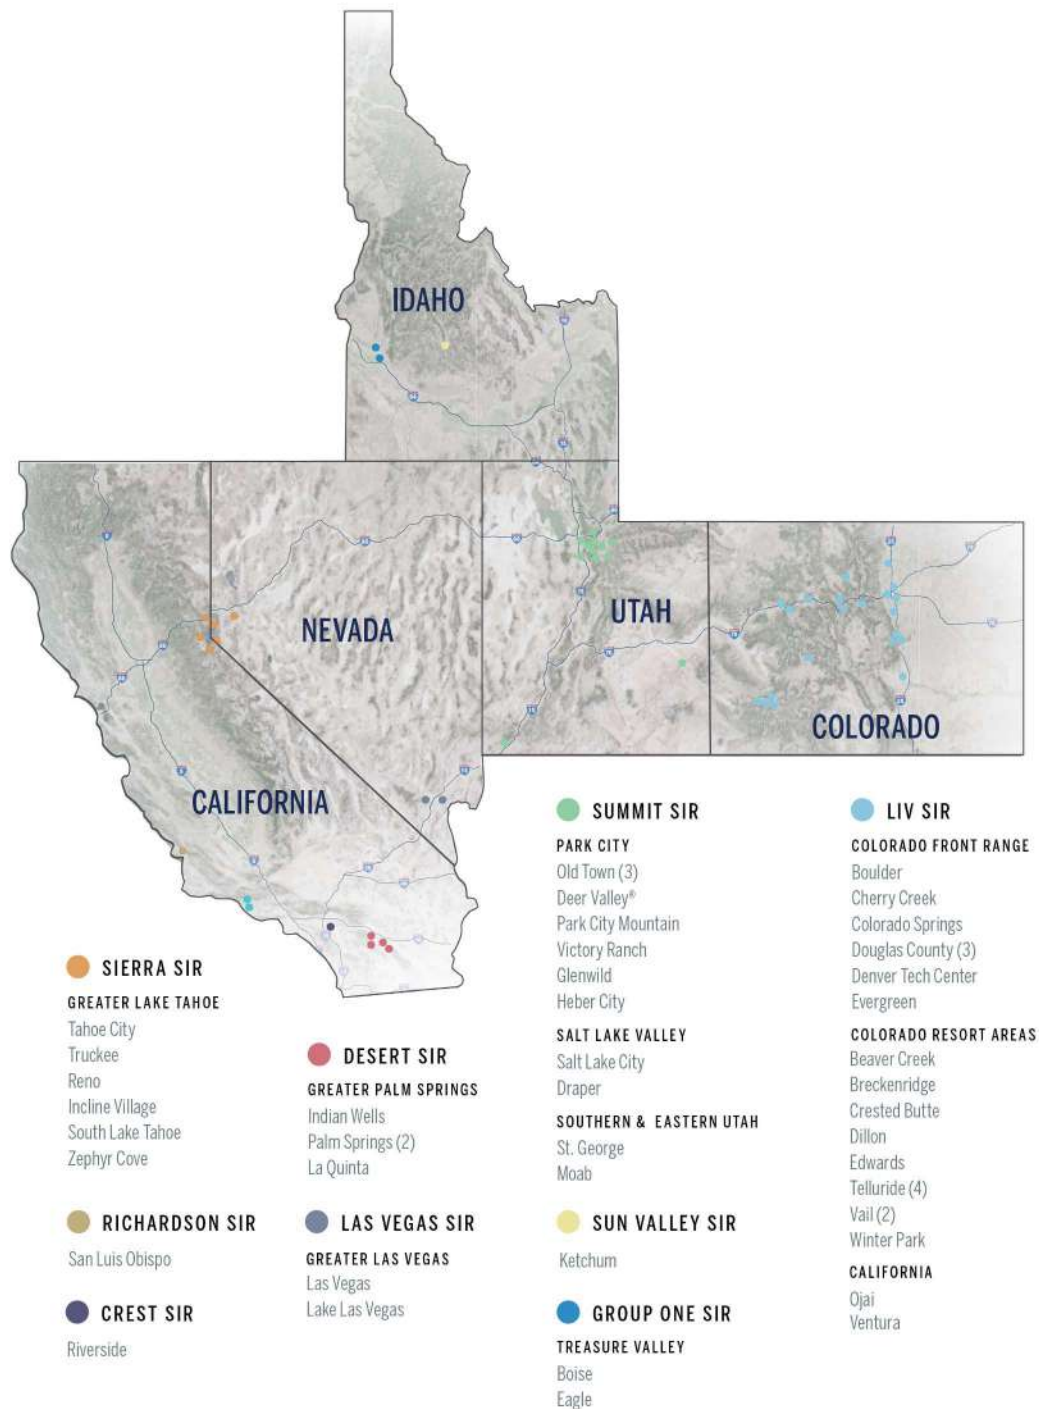 IDAHO
NEVADA
UTAH
COLORADO
CALIFORNIA
SIERRA SIR
GREATER LAKE TAHOE
Tahoe City
Truckee
Reno
Incline Village
South Lake Tahoe
Zephyr Cove
RICHARDSON SIR
San Luis Obispo
CREST SIR
Riverside
DESERT SIR
GREATER PALM SPRINGS
Indian Wells
Palm Springs (2)
La Quinta
LAS VEGAS SIR
GREATER LAS VEGAS
Las Vegas
Lake Las Vegas
SUMMIT SIR
PARK CITY
Old Town (3)
Deer Valley®
Park City Mountain
Victory Ranch
Glenwild
Heber City
SALT LAKE VALLEY
Salt Lake City
Draper
SOUTHERN & EASTERN UTAH
St. George
Moab
SUN VALLEY SIR
Ketchum
GROUP ONE SIR
TREASURE VALLEY
Boise
Eagle
LIV SIR
COLORADO FRONT RANGE
Boulder
Cherry Creek
Colorado Springs
Douglas County (3)
Denver Tech Center
Evergreen
COLORADO RESORT AREAS
Beaver Creek
Breckenridge
Crested Butte
Dillon
Edwards
Telluride (4)
Vail (2)
Winter Park
CALIFORNIA
Ojai
Ventura